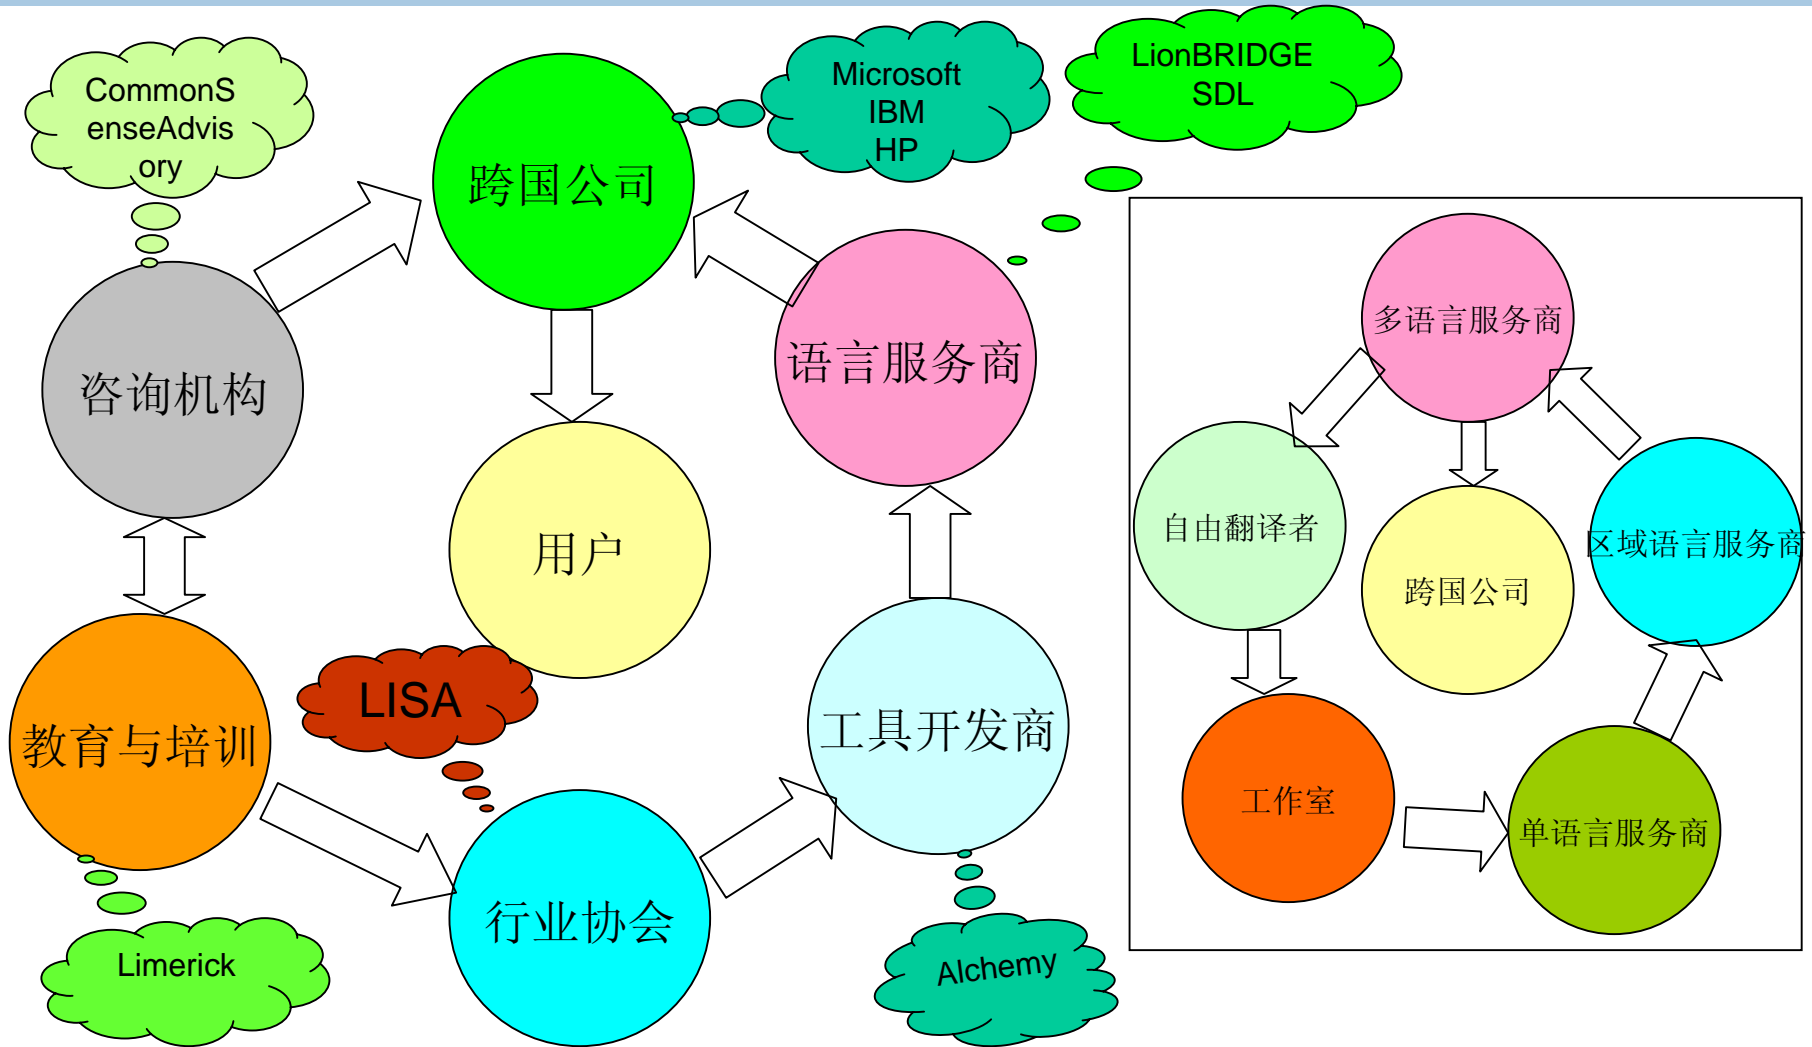 CommonS
enseAdvis
ory
跨国公司
Microsoft
IBM
HP
LionBRIDGE
SDL
咨询机构
语言服务商
用户
教育与培训
LISA
工具开发商
行业协会
Limerick
Alchemy
多语言服务商
自由翻译者
跨国公司
区域语言服务商
工作室
单语言服务商